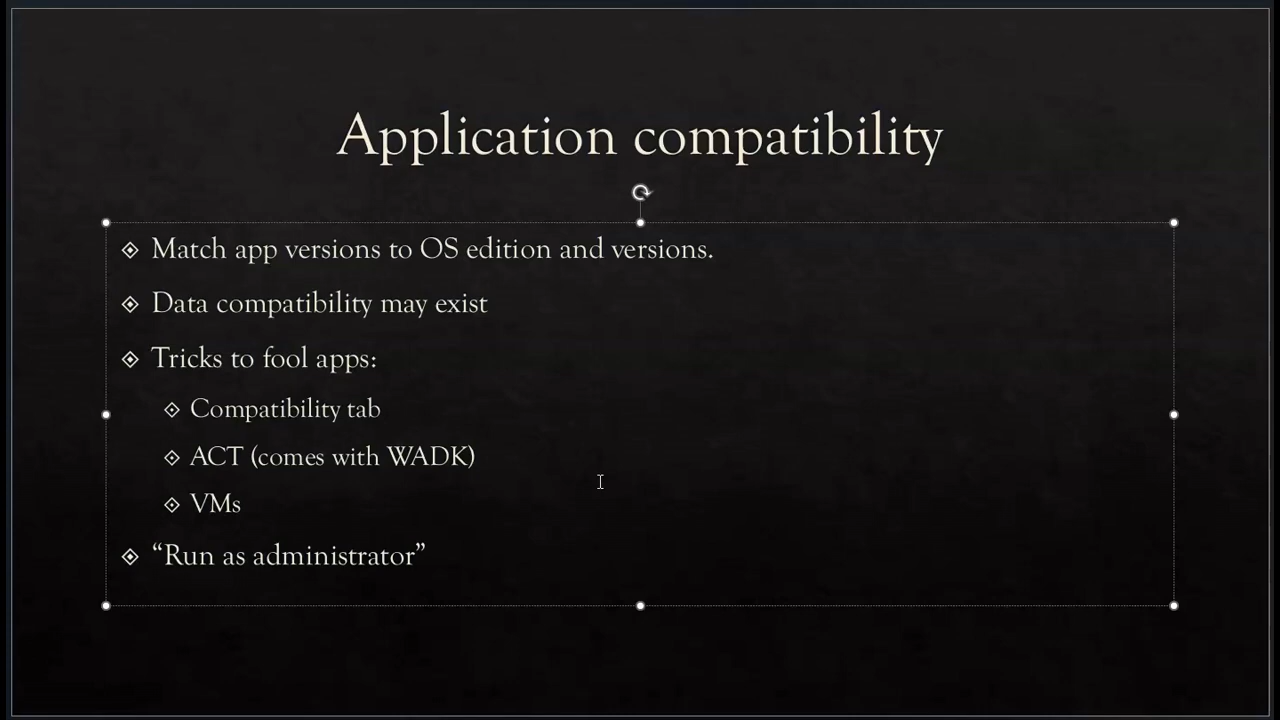 Application compatibility
Match app versions to OS edition and versions.
Data compatibility may exist
Tricks to fool apps:
Compatibility tab
ACT (comes with WADK)
VMs
“Run as administrator”